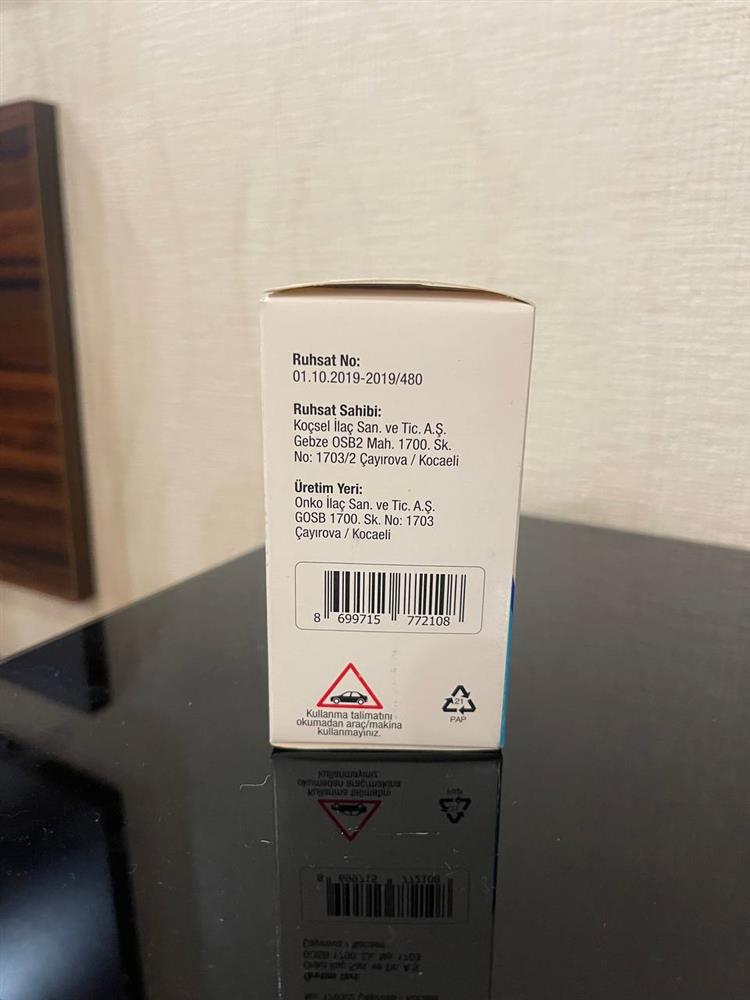 Ruhsat No:
01.10.2019-2019/480
Ruhsat Sahibi:
Koçsel İlaç San. ve Tic. A.Ş.
Gebze OSB2 Mah. 1700. Sk.
No: 1703/2 Çayırova / Kocaeli
Üretim Yeri:
Onko İlaç San. ve Tic. A.Ş.
GOSB 1700. Sk. No: 1703
Çayırova / Kocaeli
8 699715 772108
Kullanma talimatını
okumadan araç/makina
kullanmayınız.
21
PAP